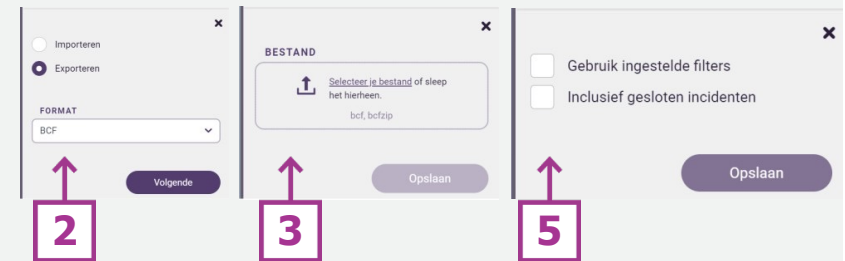 Importeren
Exporteren
FORMAT
BCF
Volgende
2
BESTAND
Selecteer je bestand of sleep
het hierheen.
bcf, bcfzip
Opslaan
3
Gebruik ingestelde filters
Inclusief gesloten incidenten
Opslaan
5